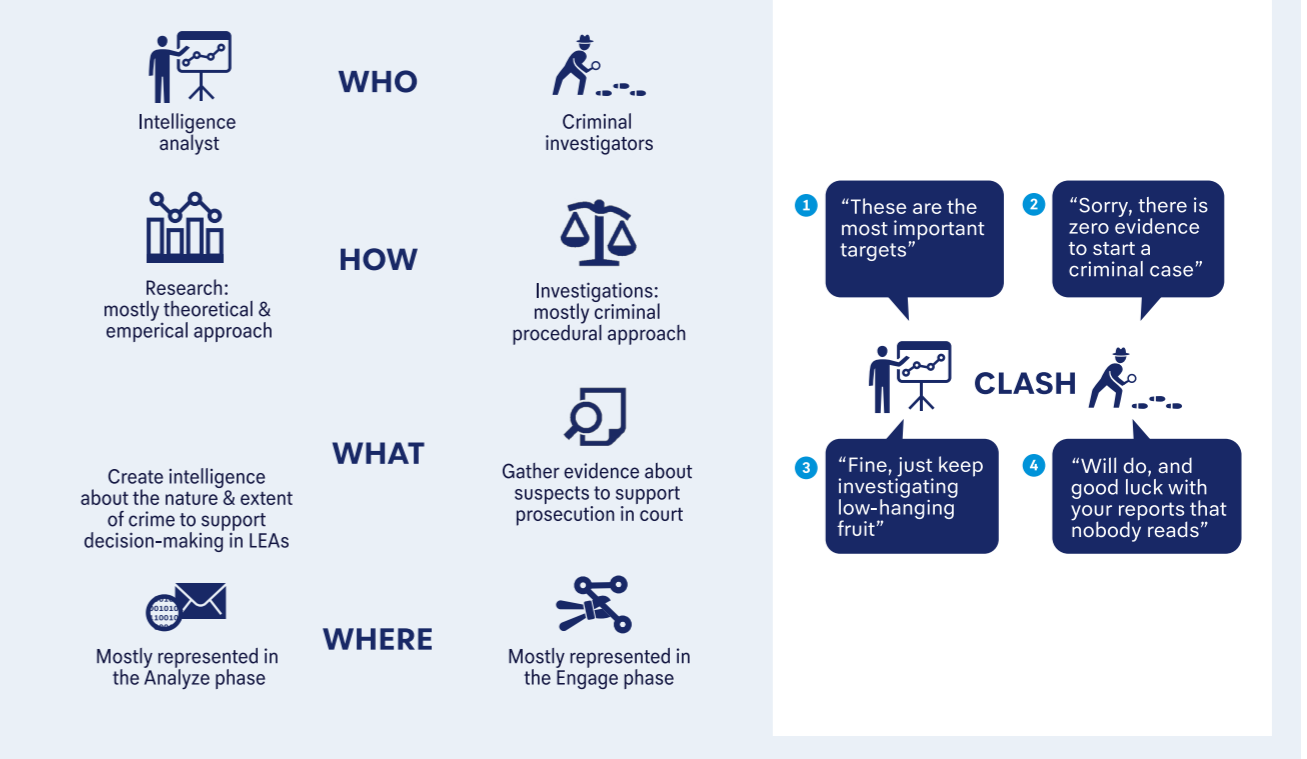 WHO
Intelligence
analyst
Criminal
investigators
HOW
Research:
mostly theoretical &
emperical approach
Investigations:
mostly criminal
procedural approach
WHAT
Create intelligence
about the nature & extent
of crime to support
decision-making in LEAs
Gather evidence about
suspects to support
prosecution in court
001010
110010
WHERE
Mostly represented in
the Analyze phase
Mostly represented in
the Engage phase
1
“These are the
most important
targets”
2
“Sorry, there is
zero evidence
to start a
criminal case”
CLASH
3
“Fine, just keep
investigating
low-hanging
fruit”
4
“Will do, and
good luck with
your reports that
nobody reads”